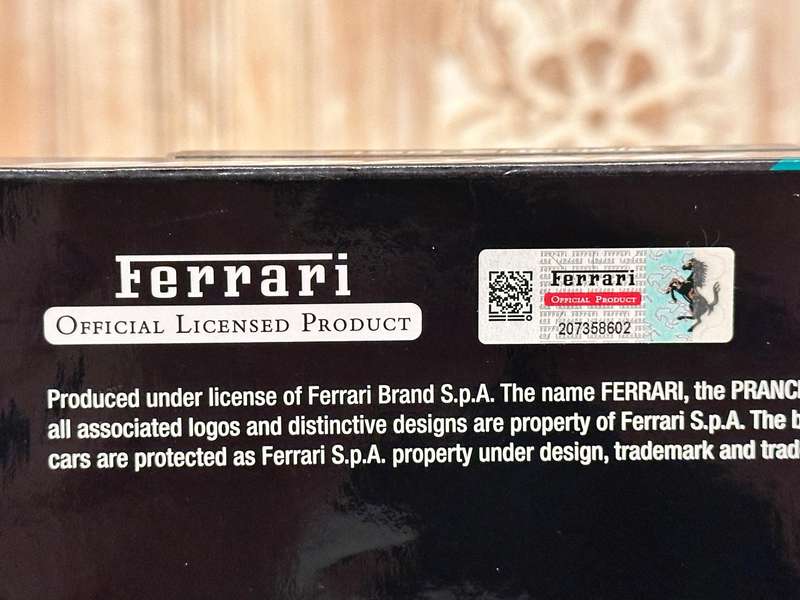 Ferrari
OFFICIAL LICENSED PRODUCT
Ferrari
OFFICIAL PRODUCT
207358602
Produced under license of Ferrari Brand S.p.A. The name FERRARI, the
all associated logos and distinctive designs are property of Ferrari S.p.A. The
cars are protected as Ferrari S.p.A. property under design, trademark and